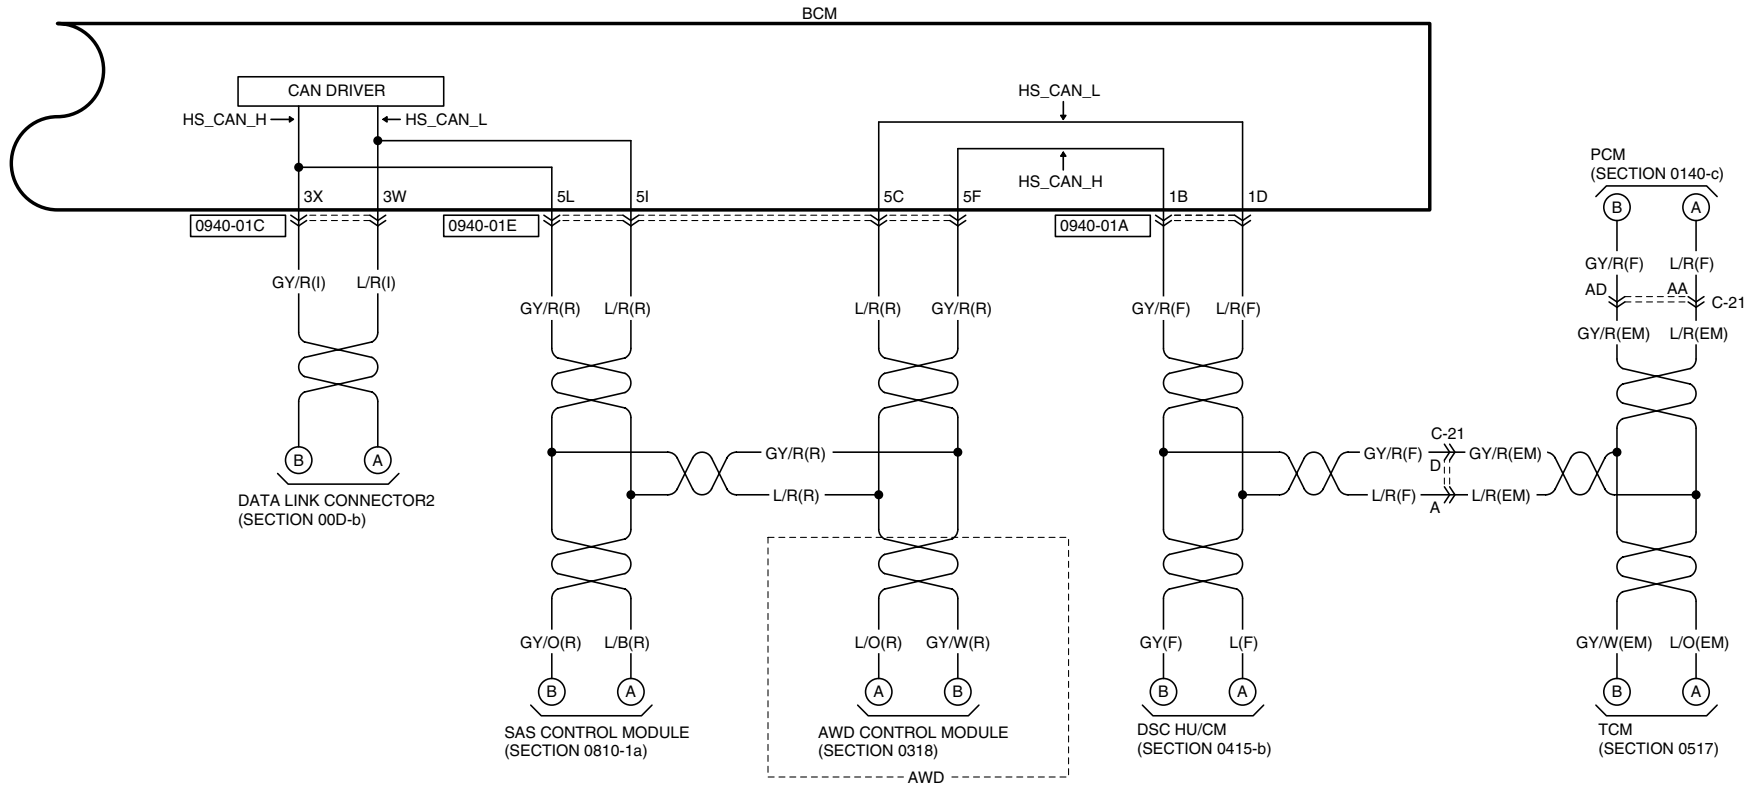 BCM
CAN DRIVER
HS_CAN_H
HS_CAN_L
HS_CAN_L
HS_CAN_H
3X
3W
5L
5I
5C
5F
1B
1D
0940-01C
0940-01E
0940-01A
PCM
(SECTION 0140-c)
B
A
GY/R(F)
L/R(F)
AD
AA
C-21
GY/R(EM)
L/R(EM)
GY/R(I)
L/R(I)
GY/R(R)
L/R(R)
L/R(R)
GY/R(R)
GY/R(F)
L/R(F)
B
A
DATA LINK CONNECTOR2
(SECTION 00D-b)
GY/R(R)
L/R(R)
GY/R(F)
C-21
D
GY/R(EM)
L/R(F)
A
L/R(EM)
GY/O(R)
L/B(R)
L/O(R)
GY/W(R)
GY(F)
L(F)
GY/W(EM)
L/O(EM)
B
A
A
B
B
A
B
A
SAS CONTROL MODULE
(SECTION 0810-1a)
AWD CONTROL MODULE
(SECTION 0318)
AWD
DSC HU/CM
(SECTION 0415-b)
TCM
(SECTION 0517)